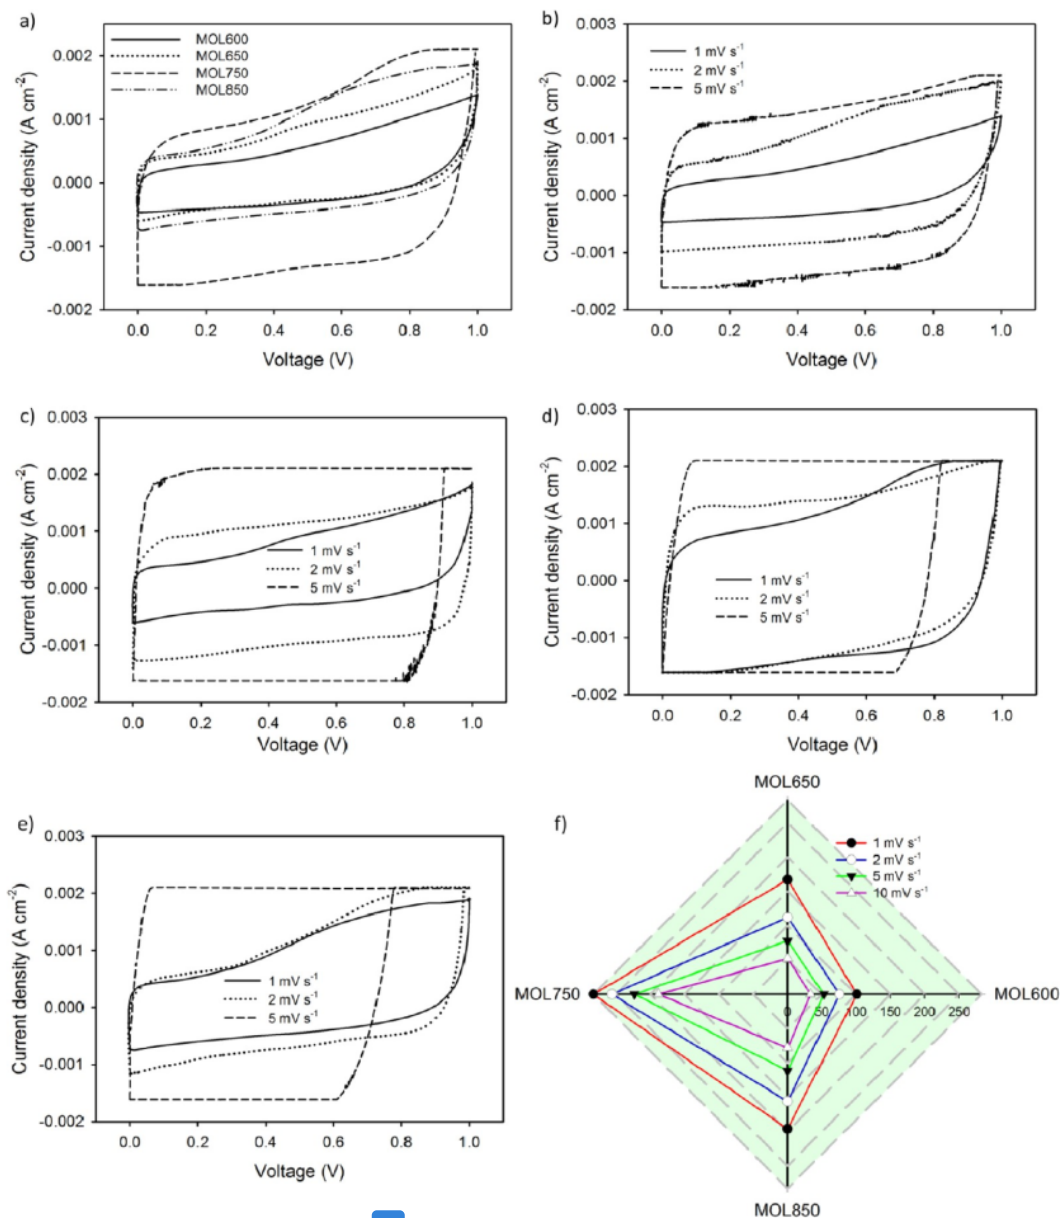 a)
0.002
0.001
0.000
-0.001
-0.002
Current density (A cm⁻²)
MOL600
MOL650
MOL750
MOL850
0.0 0.2 0.4 0.6 0.8 1.0
Voltage (V)
b)
0.003
0.002
0.001
0.000
-0.001
-0.002
Current density (A cm⁻²)
1 mV s⁻¹
2 mV s⁻¹
5 mV s⁻¹
0.0 0.2 0.4 0.6 0.8 1.0
Voltage (V)
c)
0.003
0.002
0.001
0.000
-0.001
-0.002
Current density (A cm⁻²)
1 mV s⁻¹
2 mV s⁻¹
5 mV s⁻¹
0.0 0.2 0.4 0.6 0.8 1.0
Voltage (V)
d)
0.003
0.002
0.001
0.000
-0.001
-0.002
Current density (A cm⁻²)
1 mV s⁻¹
2 mV s⁻¹
5 mV s⁻¹
0.0 0.2 0.4 0.6 0.8 1.0
Voltage (V)
e)
0.003
0.002
0.001
0.000
-0.001
-0.002
Current density (A cm⁻²)
1 mV s⁻¹
2 mV s⁻¹
5 mV s⁻¹
0.0 0.2 0.4 0.6 0.8 1.0
Voltage (V)
f)
MOL650
1 mV s⁻¹
2 mV s⁻¹
5 mV s⁻¹
10 mV s⁻¹
MOL750
MOL600
0 50 100 150 200 250
MOL850